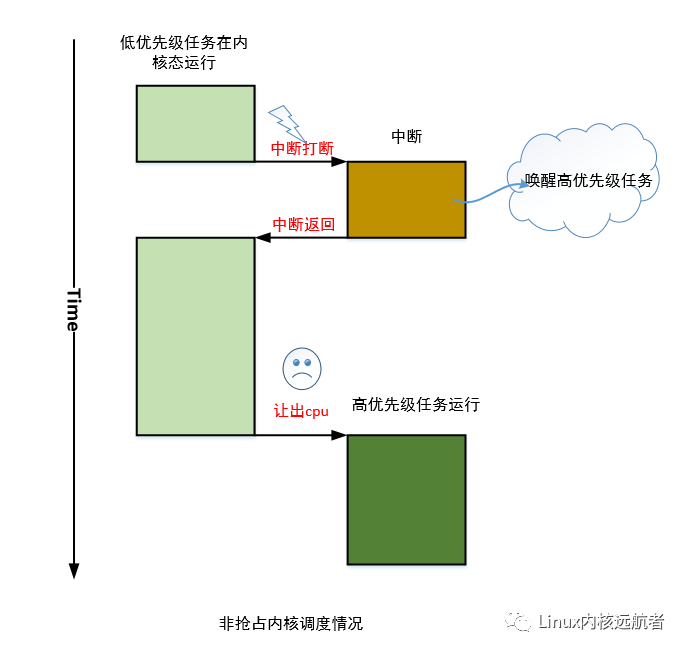 低优先级任务在内
核态运行
中断打断
中断
唤醒高优先级任务
中断返回
Time
让出cpu
高优先级任务运行
非抢占内核调度情况
Linux内核远航者